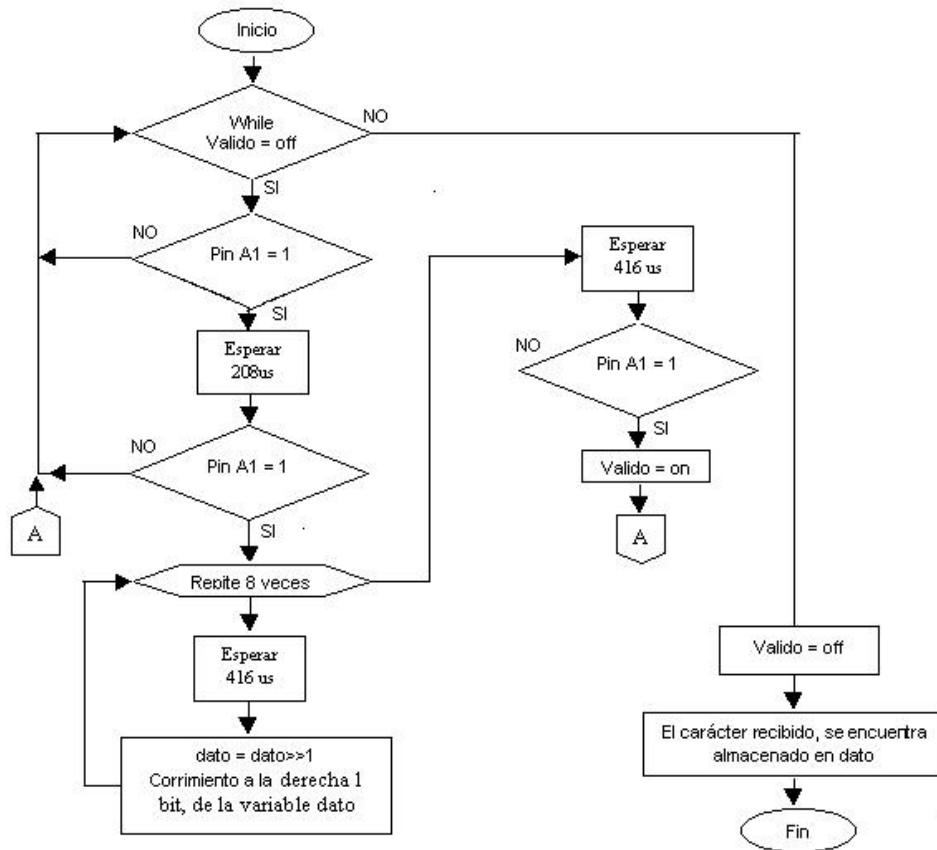 Inicio
While
Valido = off
NO
SI
Pin A1 = 1
NO
SI
Esperar
208us
Pin A1 = 1
NO
SI
A
Repite 8 veces
Esperar
416 us
dato = dato>>1
Corrimiento a la derecha 1
bit, de la variable dato
Esperar
416 us
NO
Pin A1 = 1
SI
Valido = on
A
Valido = off
El carácter recibido, se encuentra
almacenado en dato
Fin